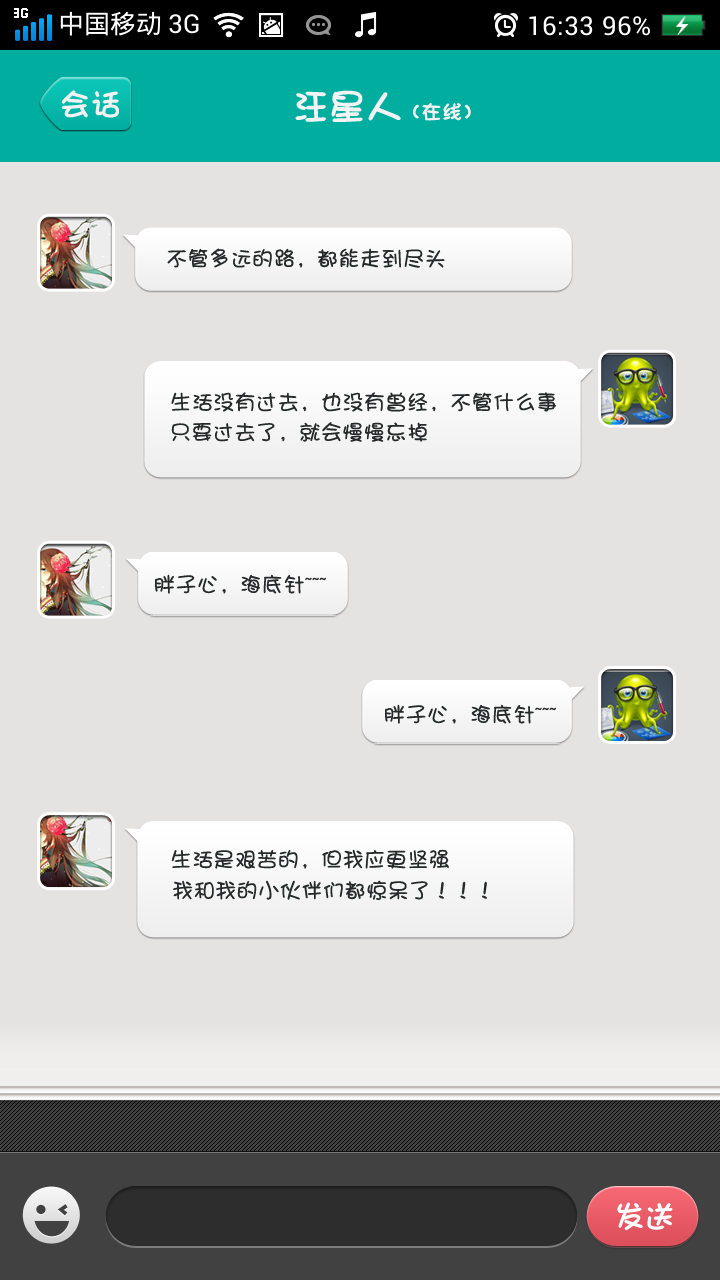 3G
中国移动 3G
16:33 96%
会话
汪星人（在线）
不管多远的路，都能走到尽头
生活没有过去，也没有曾经，不管什么事
只要过去了，就会慢慢忘掉
胖子心，海底针~~~
胖子心，海底针~~~
生活是艰苦的，但我应更坚强
我和我的小伙伴们都惊呆了！！！
发送